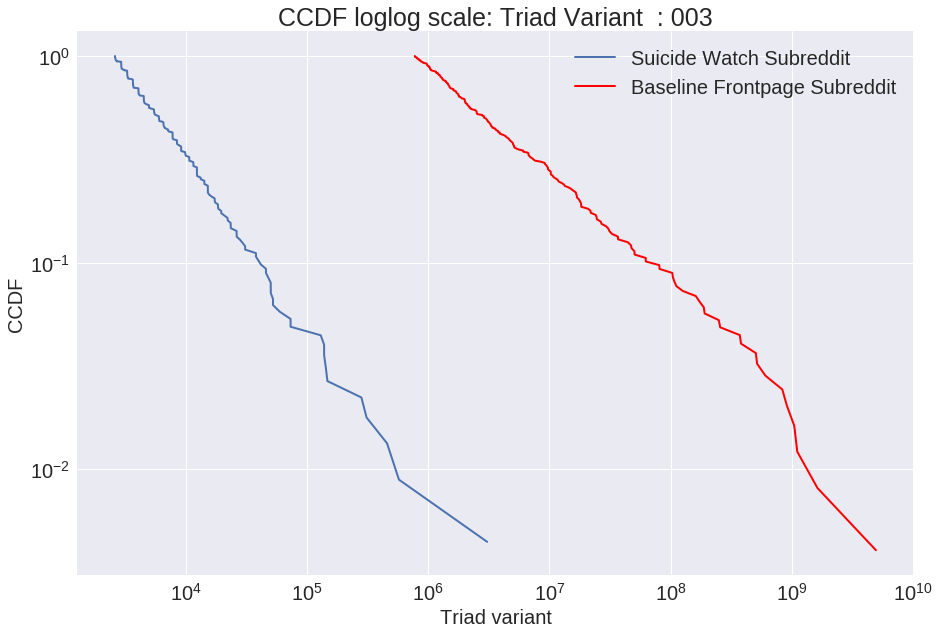 CCDF loglog scale: Triad Variant  : 003
Suicide Watch Subreddit
Baseline Frontpage Subreddit
CCDF
10⁰
10⁻¹
10⁻²
10⁴ 10⁵ 10⁶ 10⁷ 10⁸ 10⁹ 10¹⁰
Triad variant